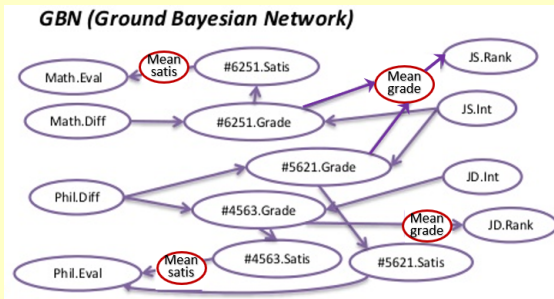 GBN (Ground Bayesian Network)
Math.Eval
Mean
satis
#6251.Satis
Mean
grade
JS.Rank
Math.Diff
#6251.Grade
JS.Int
#5621.Grade
Phil.Diff
JD.Int
#4563.Grade
Mean
grade
JD.Rank
Phil.Eval
Mean
satis
#4563.Satis
#5621.Satis